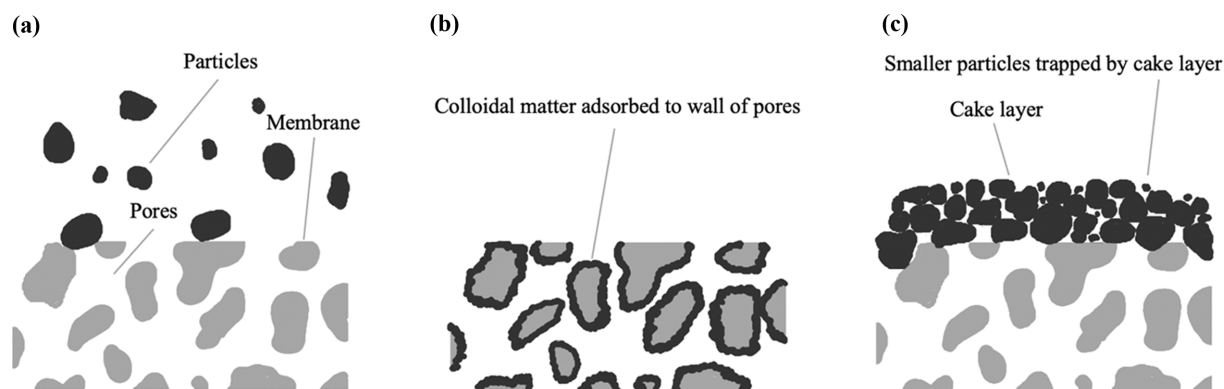 (a)
Particles
Membrane
Pores
(b)
Colloidal matter adsorbed to wall of pores
(c)
Smaller particles trapped by cake layer
Cake layer